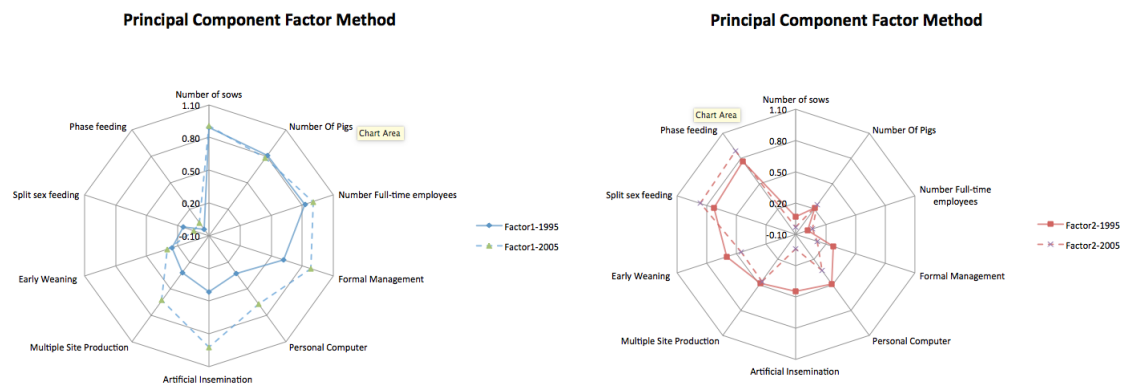 Principal Component Factor Method
Number of sows
1.10
0.80
0.50
0.20
-0.10
Number Of Pigs
Chart Area
Number Full-time employees
Formal Management
Personal Computer
Artificial Insemination
Multiple Site Production
Early Weaning
Split sex feeding
Phase feeding
Factor1-1995
Factor1-2005
Principal Component Factor Method
Number of sows
1.10
0.80
0.50
0.20
-0.10
Number Of Pigs
Number Full-time
employees
Formal Management
Personal Computer
Artificial Insemination
Multiple Site Production
Early Weaning
Split sex feeding
Phase feeding
Chart Area
Factor2-1995
Factor2-2005